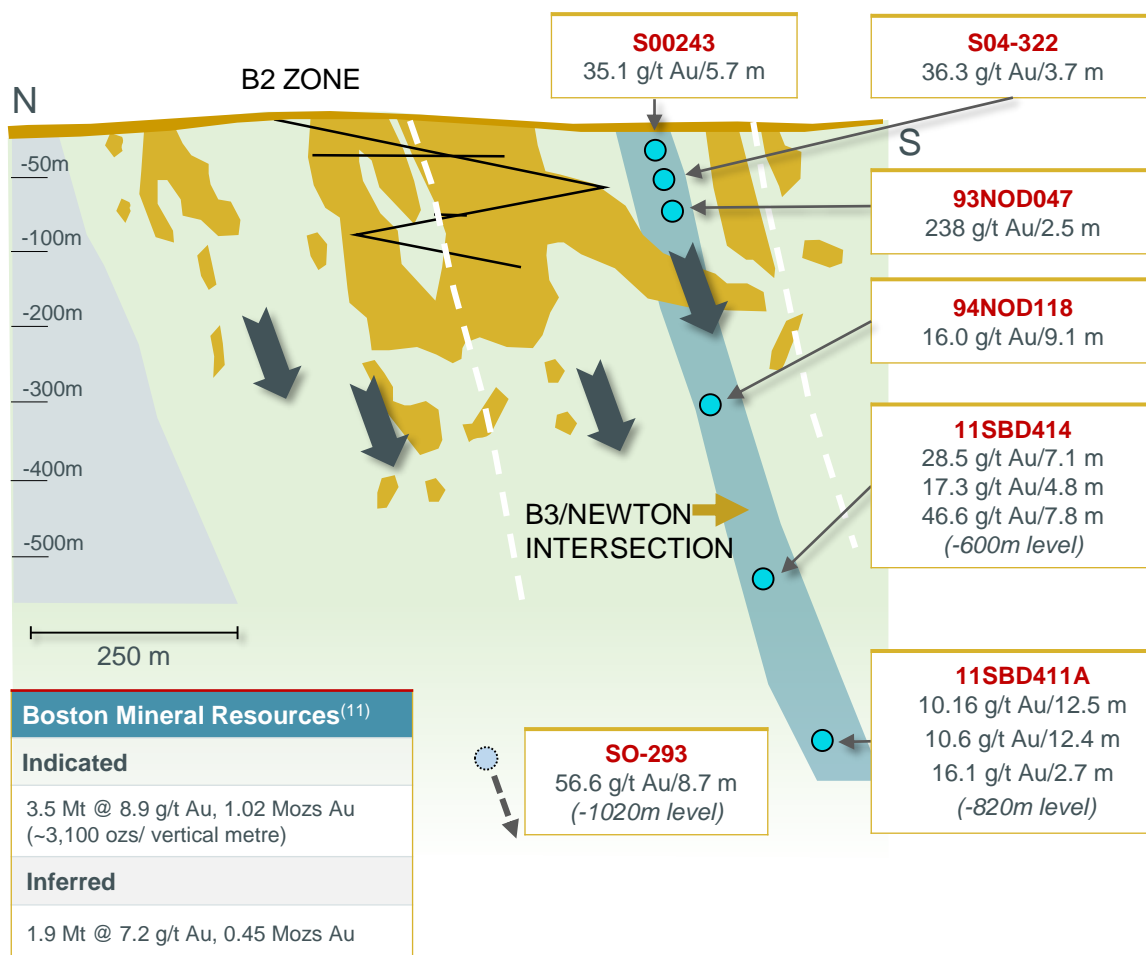 S00243
35.1 g/t Au/5.7 m
S04-322
36.3 g/t Au/3.7 m
B2 ZONE
N
S
-50m
-100m
-200m
-300m
-400m
-500m
93NOD047
238 g/t Au/2.5 m
94NOD118
16.0 g/t Au/9.1 m
11SBD414
28.5 g/t Au/7.1 m
17.3 g/t Au/4.8 m
46.6 g/t Au/7.8 m
(-600m level)
B3/NEWTON
INTERSECTION
250 m
11SBD411A
10.16 g/t Au/12.5 m
10.6 g/t Au/12.4 m
16.1 g/t Au/2.7 m
(-820m level)
SO-293
56.6 g/t Au/8.7 m
(-1020m level)
Boston Mineral Resources(11)
Indicated
3.5 Mt @ 8.9 g/t Au, 1.02 Mozs Au
(~3,100 ozs/ vertical metre)
Inferred
1.9 Mt @ 7.2 g/t Au, 0.45 Mozs Au